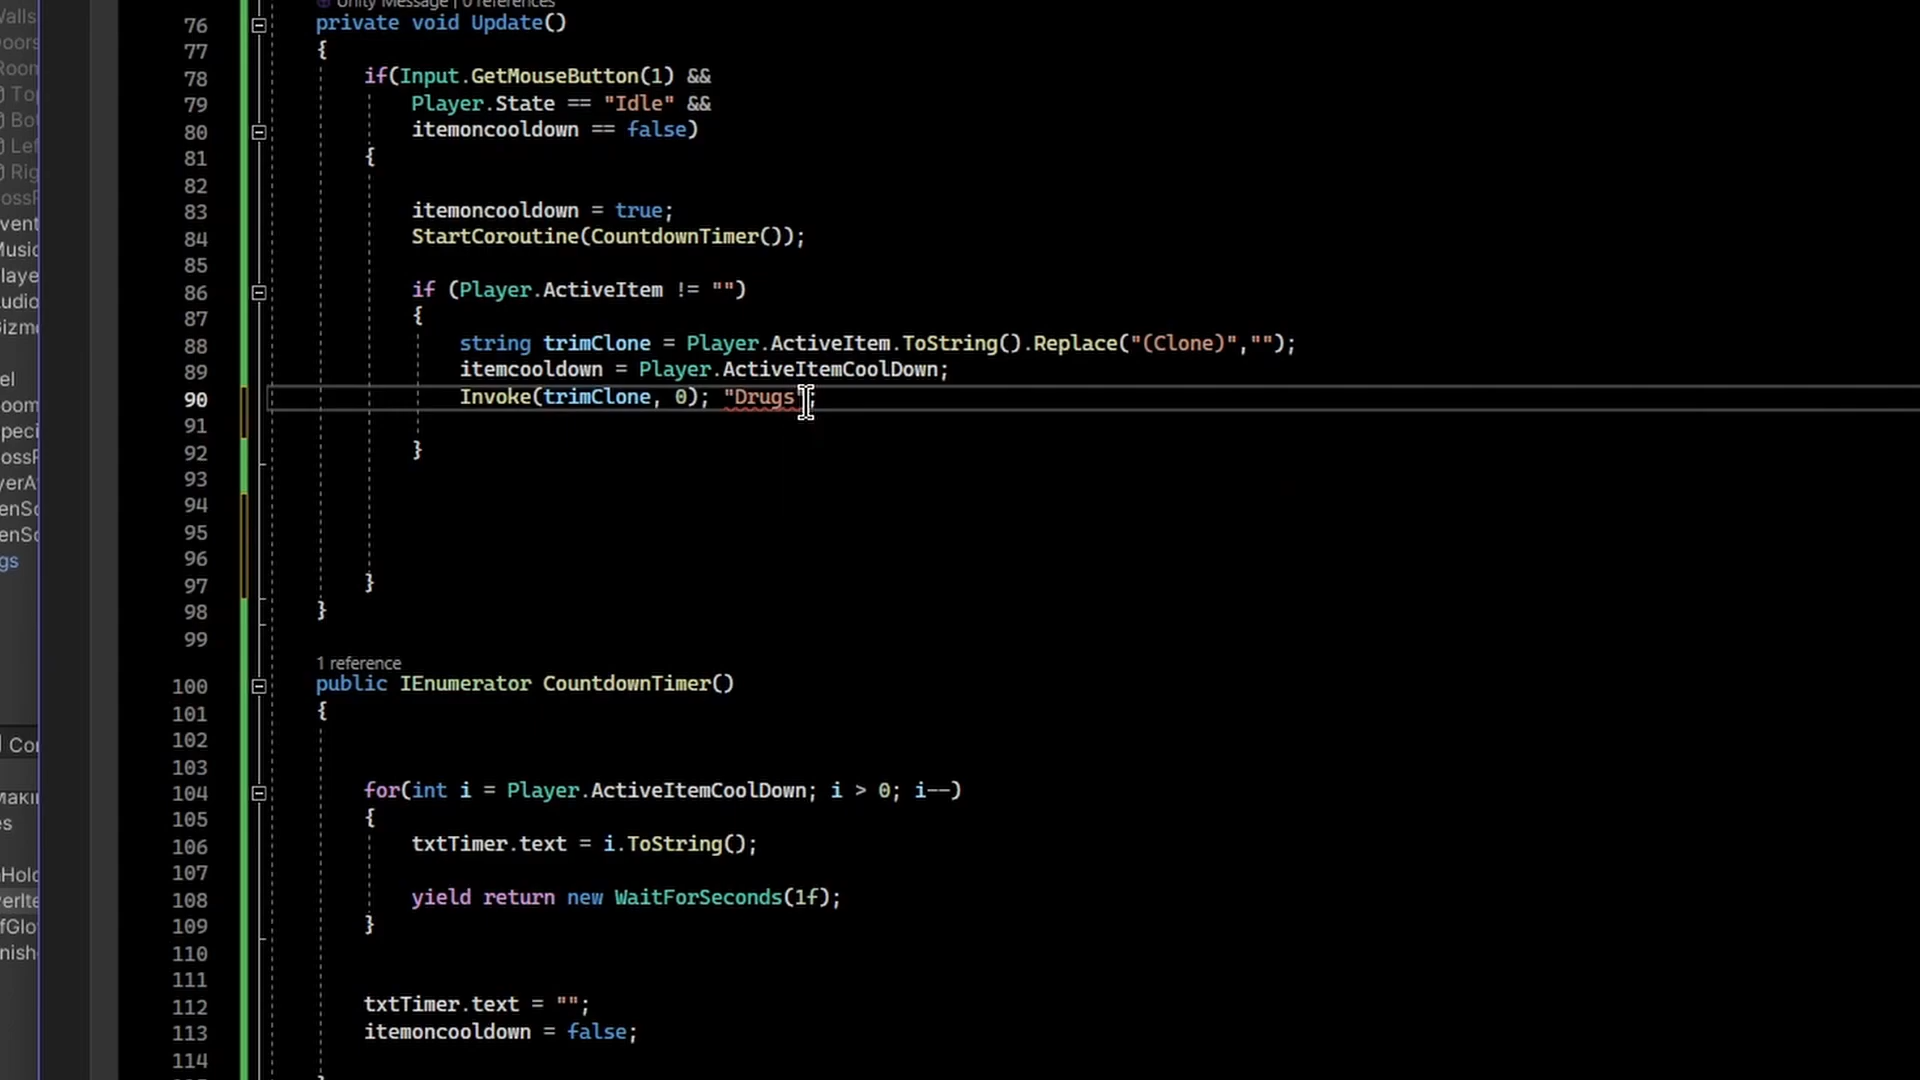 Unity Message | 0 references
76 private void Update()
77 {
78 if(Input.GetMouseButton(1) &&
79 Player.State == "Idle" &&
80 itemoncooldown == false)
81 {
82
83 itemoncooldown = true;
84 StartCoroutine(CountdownTimer());
85
86 if (Player.ActiveItem != "")
87 {
88 string trimClone = Player.ActiveItem.ToString().Replace("(Clone)","");
89 itemcooldown = Player.ActiveItemCoolDown;
90 Invoke(trimClone, 0); "Drugs";
91
92 }
93
94
95
96
97 }
98 }
99
1 reference
100 public IEnumerator CountdownTimer()
101 {
102
103
104 for(int i = Player.ActiveItemCoolDown; i > 0; i--)
105 {
106 txtTimer.text = i.ToString();
107
108 yield return new WaitForSeconds(1f);
109 }
110
111
112 txtTimer.text = "";
113 itemoncooldown = false;
114